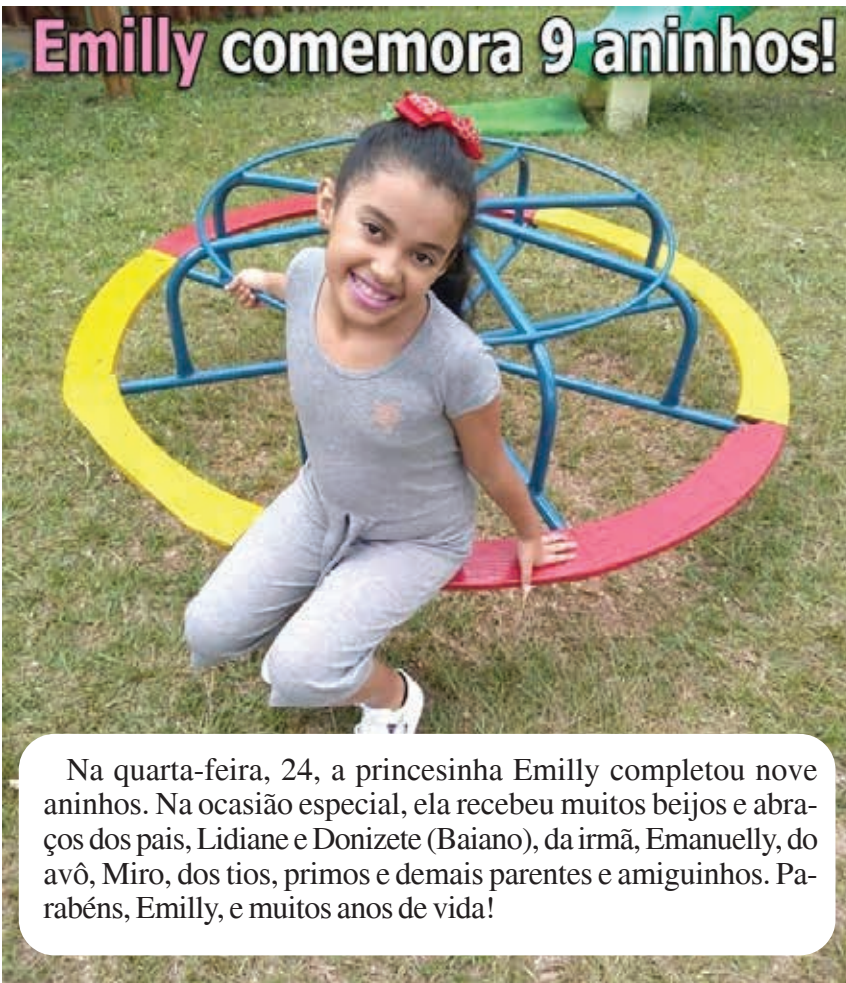 Emilly comemora 9 aninhos!
Na quarta-feira, 24, a princesinha Emilly completou nove
aninhos. Na ocasião especial, ela recebeu muitos beijos e abra-
ços dos pais, Lidiane e Donizete (Baiano), da irmã, Emanuelly, do
avô, Miro, dos tios, primos e demais parentes e amiguinhos. Pa-
rabéns, Emilly, e muitos anos de vida!